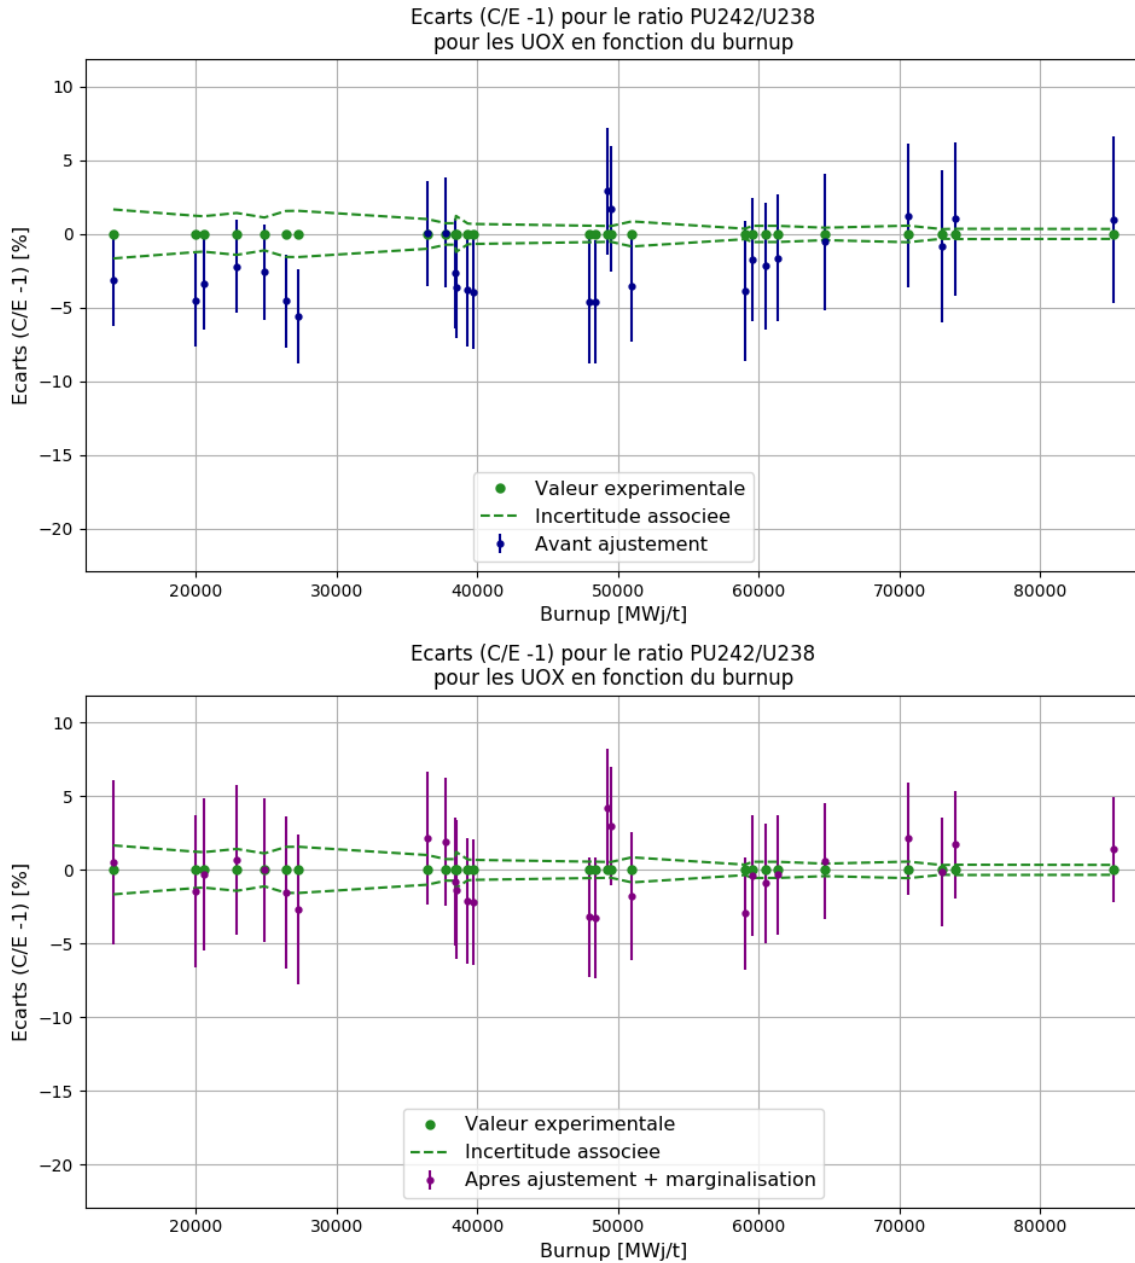 Ecarts (C/E -1) pour le ratio PU242/U238
pour les UOX en fonction du burnup
Ecarts (C/E -1) [%]
10
5
0
−5
−10
−15
−20
Valeur experimentale
Incertitude associee
Avant ajustement
20000 30000 40000 50000 60000 70000 80000
Burnup [MWj/t]
Ecarts (C/E -1) pour le ratio PU242/U238
pour les UOX en fonction du burnup
Ecarts (C/E -1) [%]
10
5
0
−5
−10
−15
−20
Valeur experimentale
Incertitude associee
Apres ajustement + marginalisation
20000 30000 40000 50000 60000 70000 80000
Burnup [MWj/t]